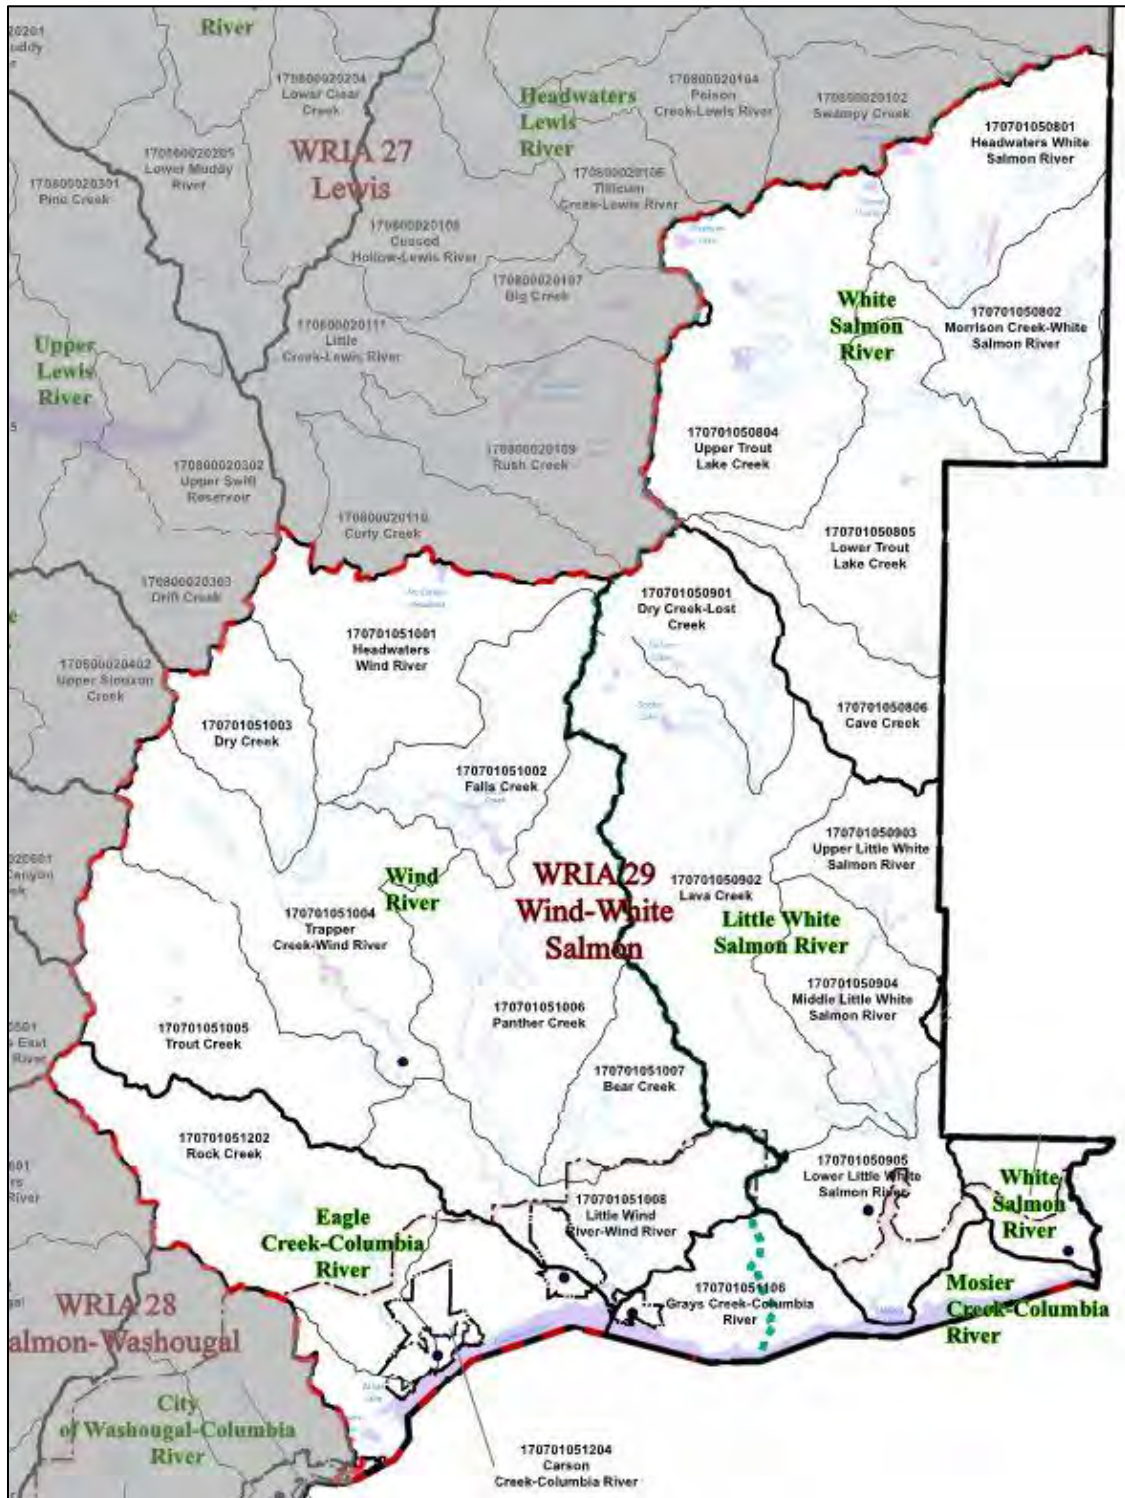 River
170800020204
Lower Clear
Creek
Headwaters
Lewis
River
170800020104
Poison
Creek-Lewis River
170800020102
Swampy Creek
170701050801
Headwaters White
Salmon River
WRIA 27
Lewis
170800020205
Lower Muddy
River
170800020301
Pine Creek
170800020106
Tillicum
Creek-Lewis River
170800020108
Cussed
Hollow-Lewis River
170800020107
Big Creek
White
Salmon
River
170701050802
Morrison Creek-White
Salmon River
170800020111
Little
Creek-Lewis River
Upper
Lewis
River
170701050804
Upper Trout
Lake Creek
170800020109
Rush Creek
170800020302
Upper Swift
Reservoir
170800020110
Curly Creek
170701050805
Lower Trout
Lake Creek
170800020303
Drift Creek
170701050901
Dry Creek-Lost
Creek
170701051001
Headwaters
Wind River
170800020402
Upper Siouxon
Creek
170701051003
Dry Creek
170701050806
Cave Creek
170701051002
Falls Creek
170701050903
Upper Little White
Salmon River
020601
Canyon
Wind
River
WRIA 29
Wind-White
Salmon
170701050902
Lava Creek
Little White
Salmon River
170701051004
Trapper
Creek-Wind River
170701050904
Middle Little White
Salmon River
170701051006
Panther Creek
170701051005
Trout Creek
East
River
170701051007
Bear Creek
170701051202
Rock Creek
170701050905
Lower Little White
Salmon River
White
Salmon
River
River
170701051008
Little Wind
River-Wind River
Eagle
Creek-Columbia
River
170701051106
Grays Creek-Columbia
River
Mosier
Creek-Columbia
River
WRIA 28
almon-Washougal
City
of Washougal-Columbia
River
170701051204
Carson
Creek-Columbia River